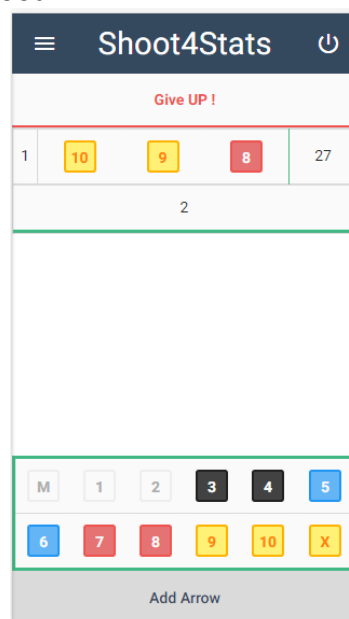 Shoot4Stats
Give UP !
1 10 9 8 27
2
M 1 2 3 4 5
6 7 8 9 10 X
Add Arrow